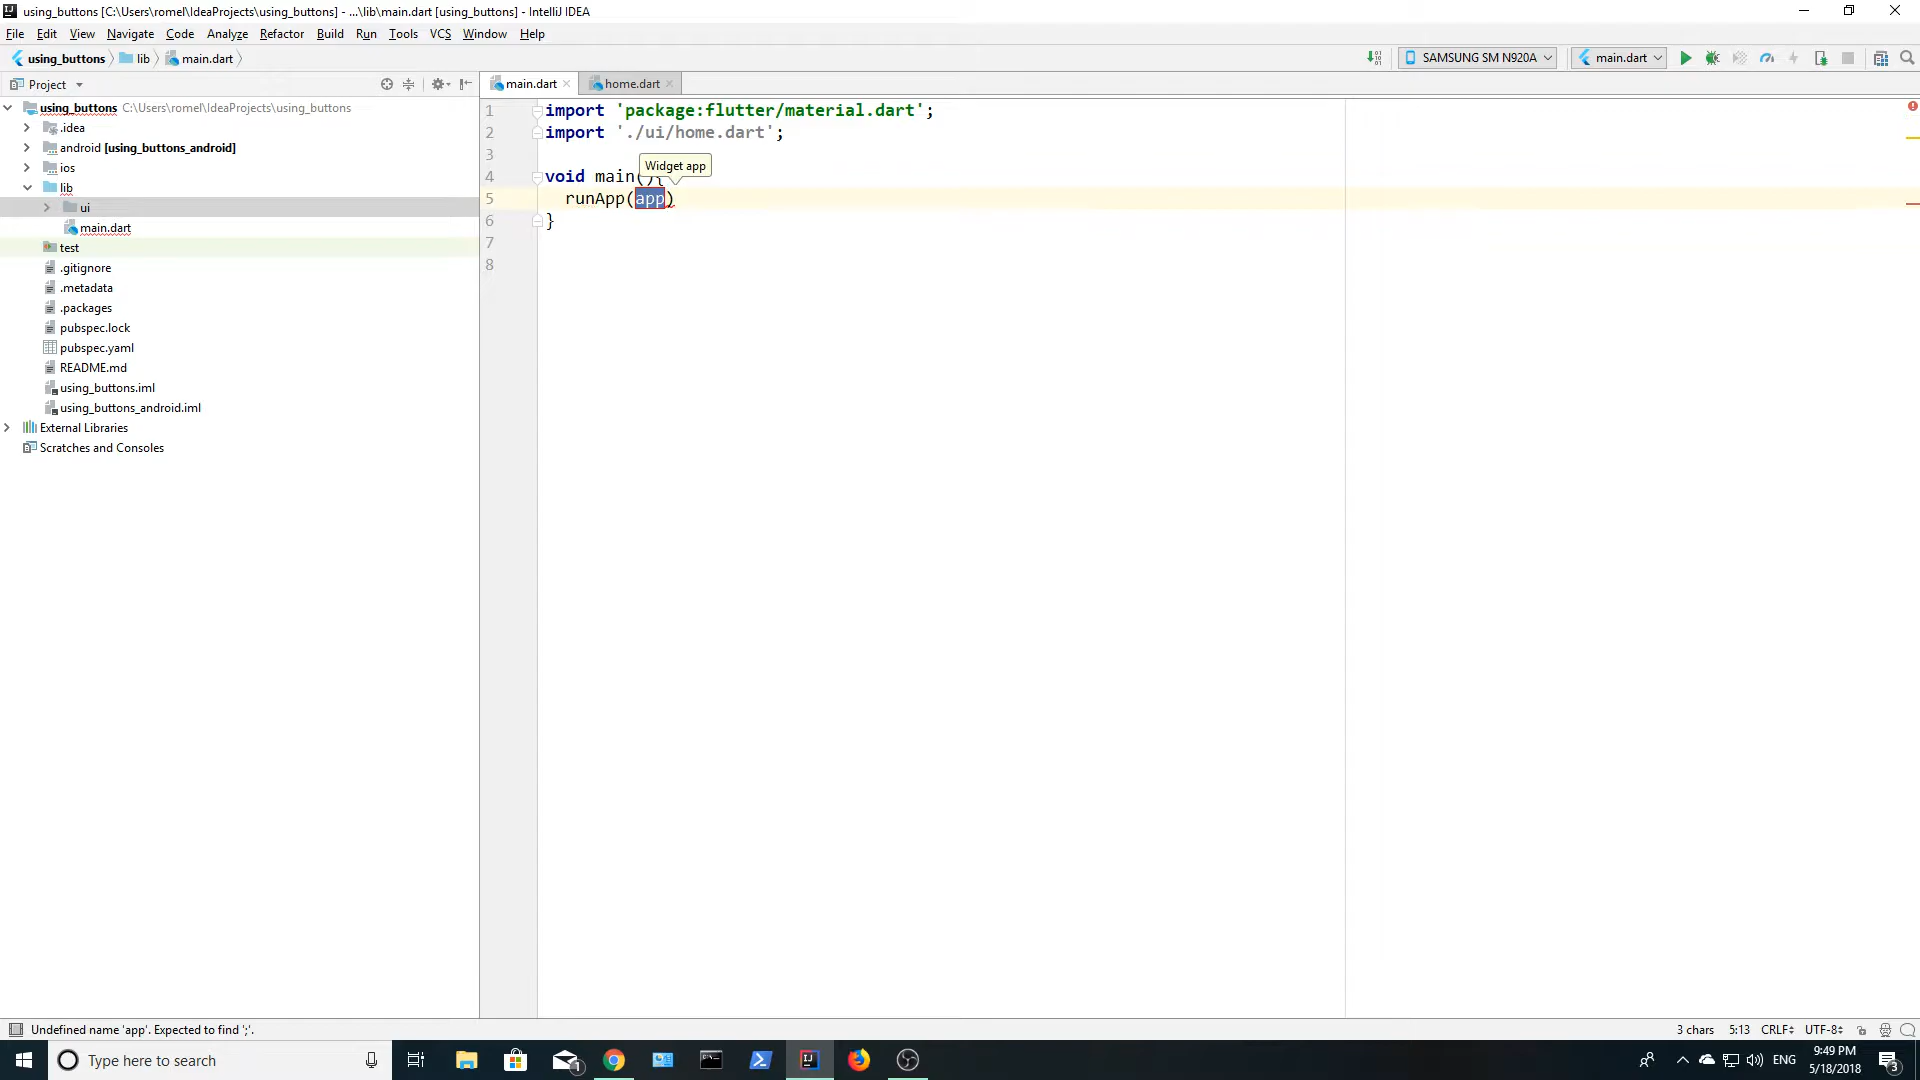 using_buttons [C:\Users\romel\IdeaProjects\using_buttons] - ...\lib\main.dart [using_buttons] - IntelliJ IDEA
File Edit View Navigate Code Analyze Refactor Build Run Tools VCS Window Help
using_buttons lib main.dart SAMSUNG SM N920A main.dart
Project main.dart home.dart
using_buttons C:\Users\romel\IdeaProjects\using_buttons
.idea
android [using_buttons_android]
ios
lib
ui
main.dart
test
.gitignore
.metadata
.packages
pubspec.lock
pubspec.yaml
README.md
using_buttons.iml
using_buttons_android.iml
External Libraries
Scratches and Consoles
1 import 'package:flutter/material.dart';
2 import './ui/home.dart';
3
Widget app
4 void main(){
5 runApp(app)
6 }
7
8
Undefined name 'app'. Expected to find ';'. 3 chars 5:13 CRLF UTF-8
Type here to search 1 ENG 9:49 PM 5/18/2018 3